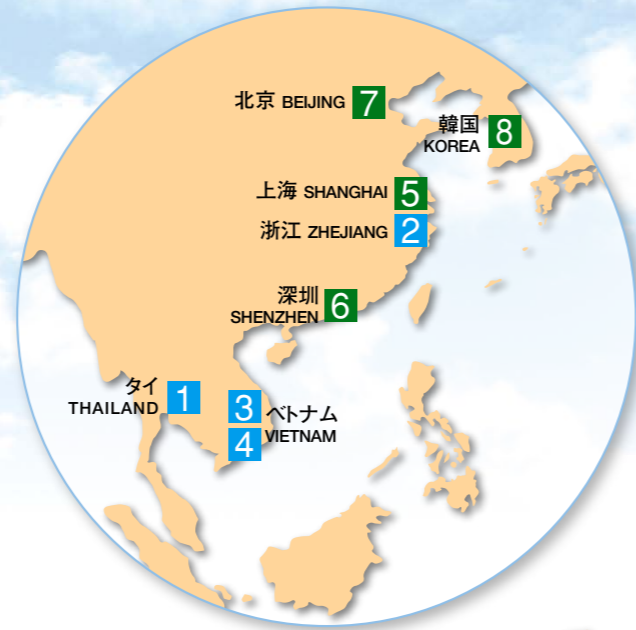 北京 BEIJING 7
韓国 8
KOREA
上海 SHANGHAI 5
浙江 ZHEJIANG 2
深圳 6
SHENZHEN
タイ 1
THAILAND
3 ベトナム
4 VIETNAM